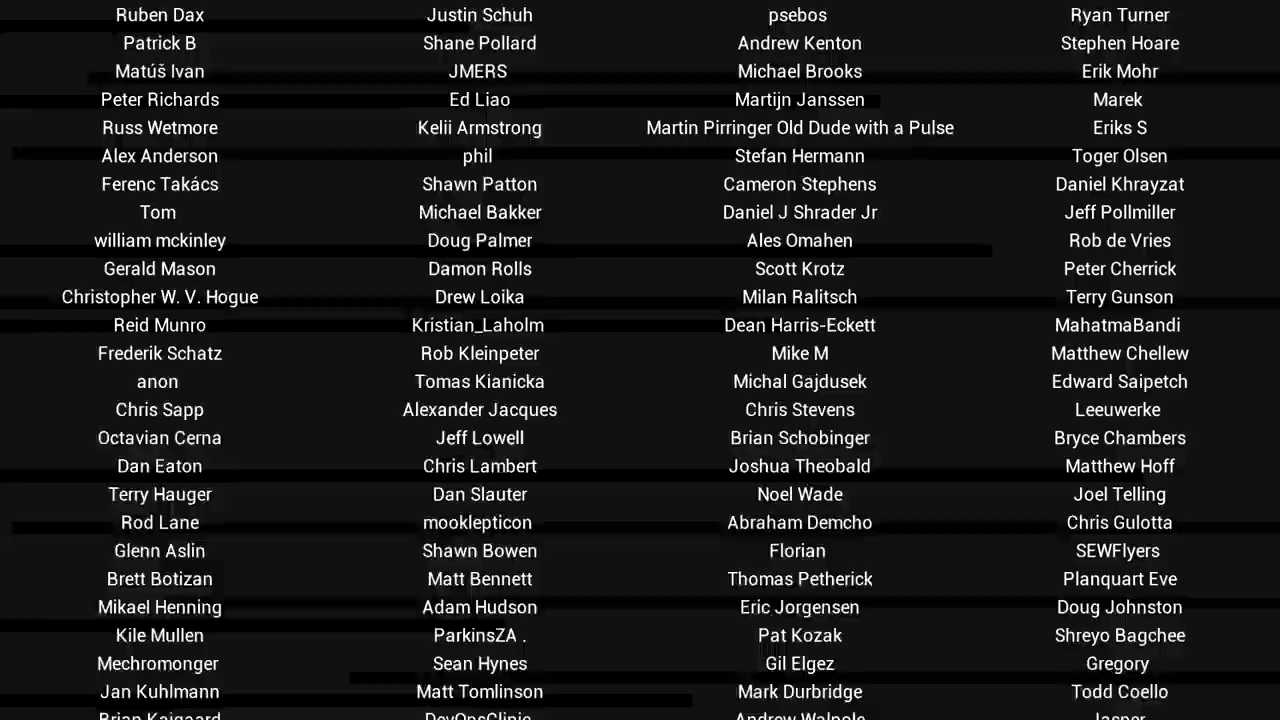 Ruben Dax Justin Schuh psebos Ryan Turner
Patrick B Shane Pollard Andrew Kenton Stephen Hoare
Matúš Ivan JMERS Michael Brooks Erik Mohr
Peter Richards Ed Liao Martijn Janssen Marek
Russ Wetmore Kelii Armstrong Martin Pirringer Old Dude with a Pulse Eriks S
Alex Anderson phil Stefan Hermann Toger Olsen
Ferenc Takács Shawn Patton Cameron Stephens Daniel Khrayzat
Tom Michael Bakker Daniel J Shrader Jr Jeff Pollmiller
william mckinley Doug Palmer Ales Omahen Rob de Vries
Gerald Mason Damon Rolls Scott Krotz Peter Cherrick
Christopher W. V. Hogue Drew Loika Milan Ralitsch Terry Gunson
Reid Munro Kristian_Laholm Dean Harris-Eckett MahatmaBandi
Frederik Schatz Rob Kleinpeter Mike M Matthew Chellew
anon Tomas Kianicka Michal Gajdusek Edward Saipetch
Chris Sapp Alexander Jacques Chris Stevens Leeuwerke
Octavian Cerna Jeff Lowell Brian Schobinger Bryce Chambers
Dan Eaton Chris Lambert Joshua Theobald Matthew Hoff
Terry Hauger Dan Slauter Noel Wade Joel Telling
Rod Lane mooklepticon Abraham Demcho Chris Gulotta
Glenn Aslin Shawn Bowen Florian SEWFlyers
Brett Botizan Matt Bennett Thomas Petherick Planquart Eve
Mikael Henning Adam Hudson Eric Jorgensen Doug Johnston
Kile Mullen ParkinsZA . Pat Kozak Shreyo Bagchee
Mechromonger Sean Hynes Gil Elgez Gregory
Jan Kuhlmann Matt Tomlinson Mark Durbridge Todd Coello
Brian Kajgaard DevOpsClinic Andrew Walpole Jasper